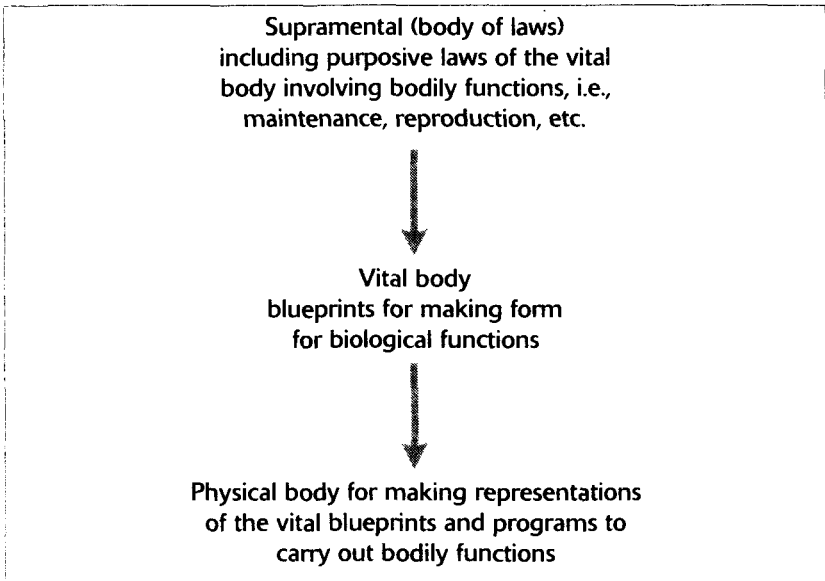 Supramental (body of laws)
including purposive laws of the vital
body involving bodily functions, i.e.,
maintenance, reproduction, etc.
Vital body
blueprints for making form
for biological functions
Physical body for making representations
of the vital blueprints and programs to
carry out bodily functions